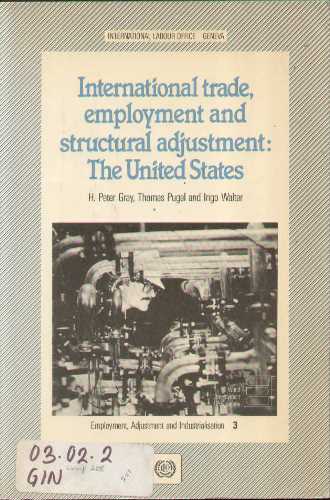 INTERNATIONAL LABOUR OFFICE GENEVA
International trade,
employment and
structural adjustment:
The United States
H. Peter Gray, Thomas Pugel and Ingo Walter
Employment, Adjustment and Industrialisation 3
03.02.2
GIN